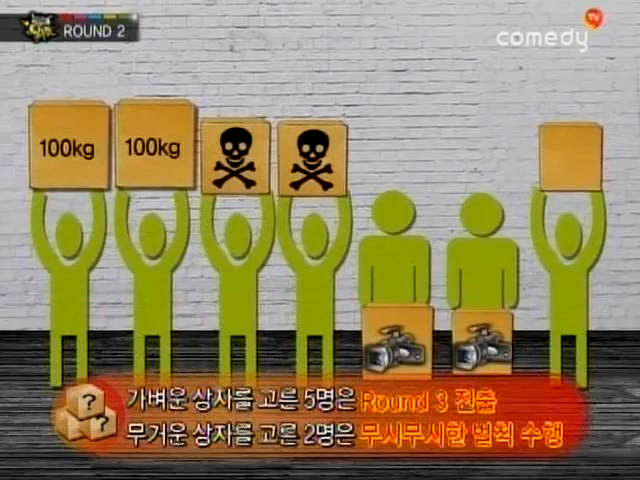 ROUND 2
comedy TV
100kg
100kg
가벼운 상자를 고른 5명은 Round 3 진출
무거운 상자를 고른 2명은 무시무시한 벌칙 수행
?
?